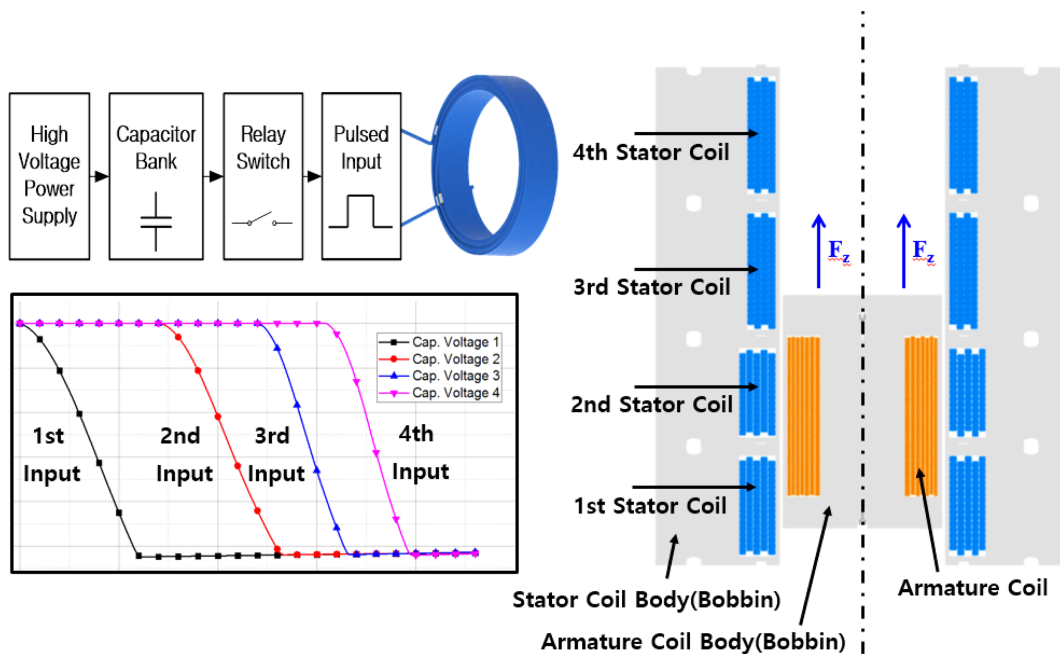 High
Voltage
Power
Supply
Capacitor
Bank
Relay
Switch
Pulsed
Input
Cap. Voltage 1
Cap. Voltage 2
Cap. Voltage 3
Cap. Voltage 4
1st
Input
2nd
Input
3rd
Input
4th
Input
4th Stator Coil
3rd Stator Coil
2nd Stator Coil
1st Stator Coil
Fz
Fz
Stator Coil Body(Bobbin)
Armature Coil Body(Bobbin)
Armature Coil